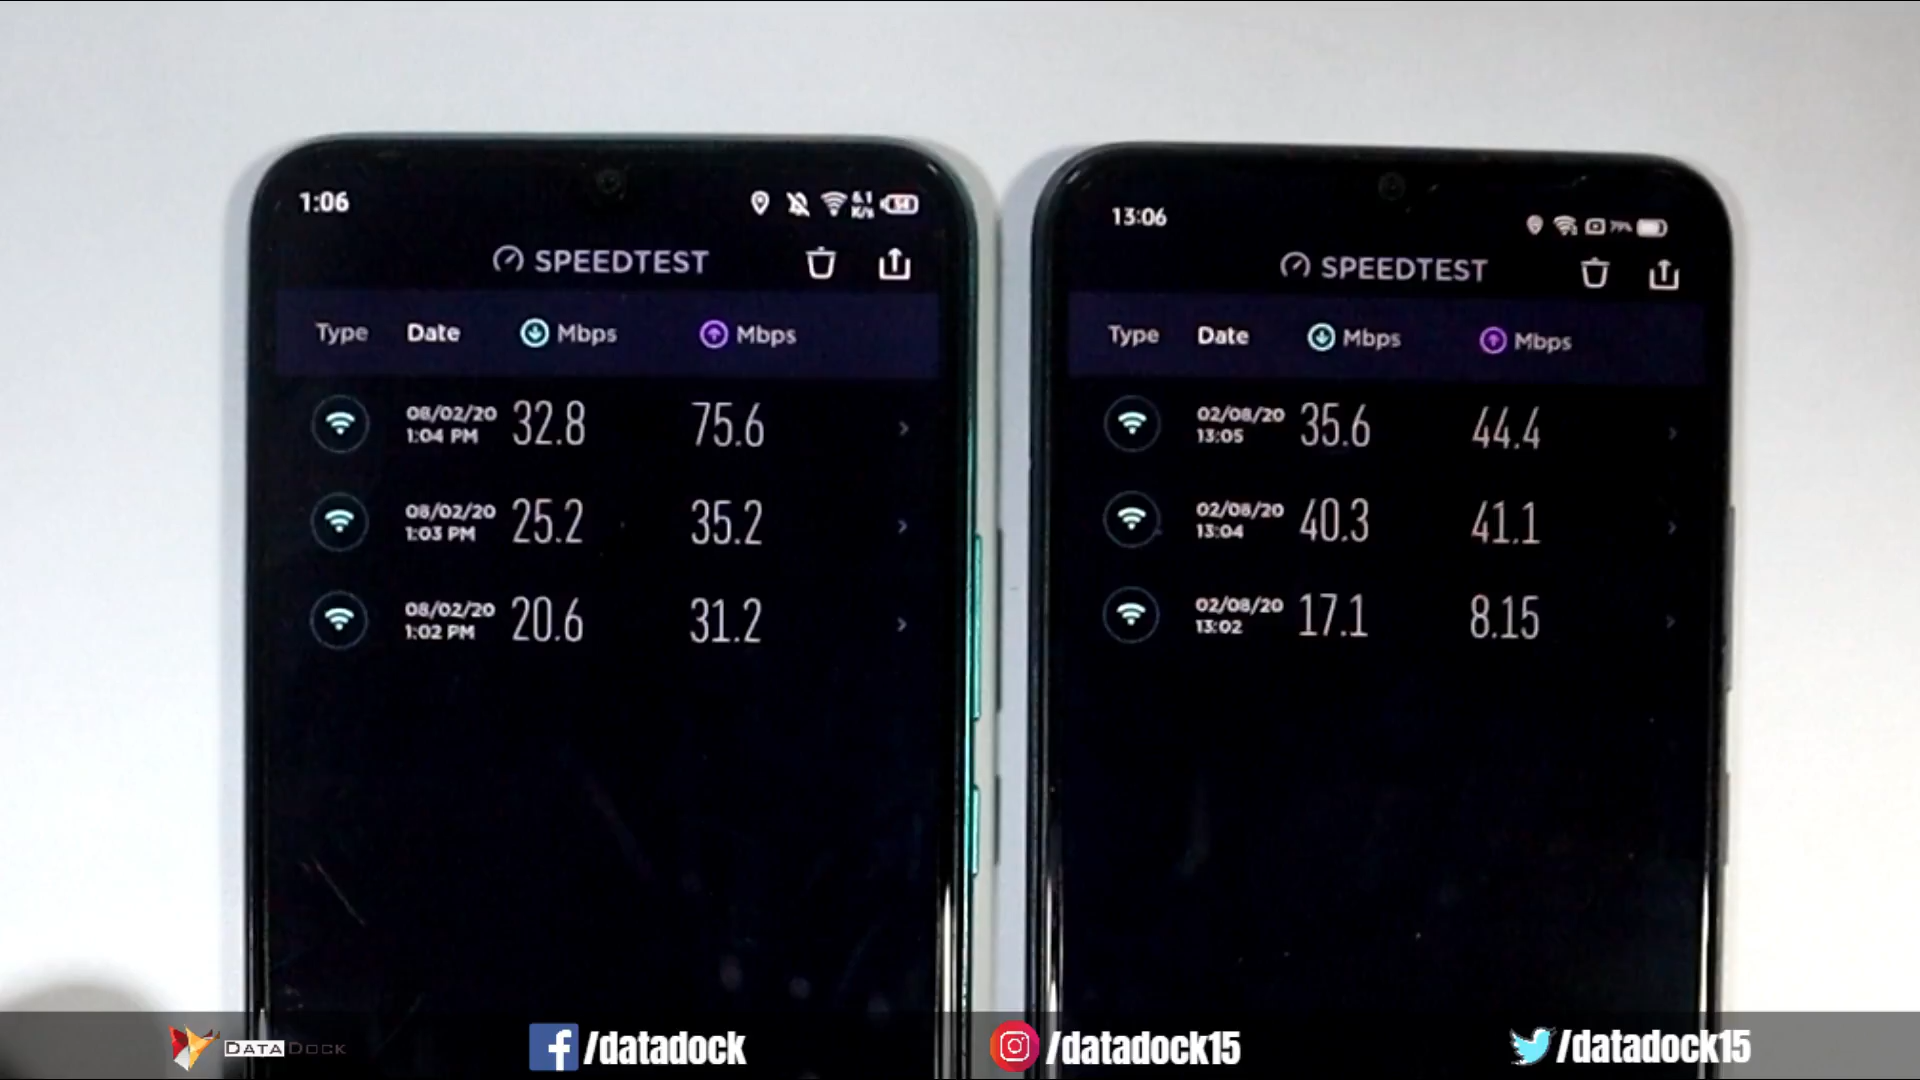 1:06
6.1
K/s
54
SPEEDTEST
Type Date Mbps Mbps
08/02/20
1:04 PM
32.8 75.6
08/02/20
1:03 PM
25.2 35.2
08/02/20
1:02 PM
20.6 31.2
13:06
79%
SPEEDTEST
Type Date Mbps Mbps
02/08/20
13:05
35.6 44.4
02/08/20
13:04
40.3 41.1
02/08/20
13:02
17.1 8.15
DATA DOCK
/datadock
/datadock15
/datadock15